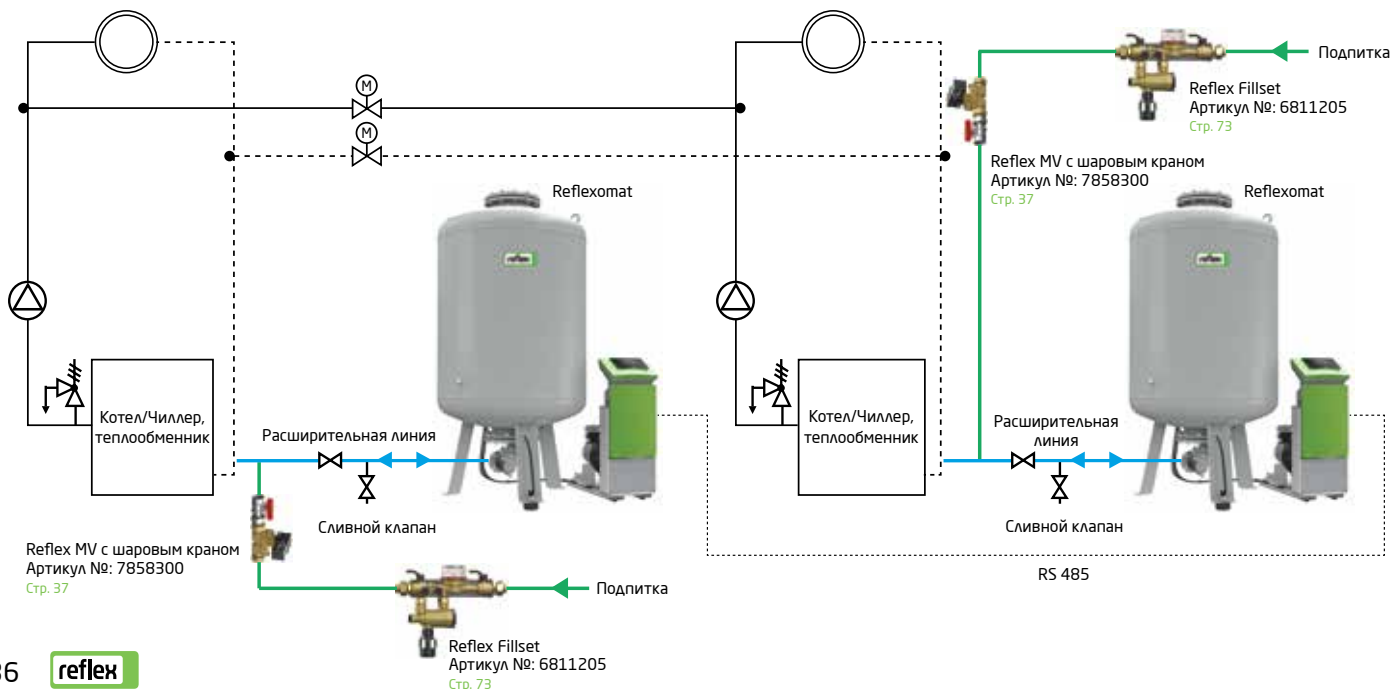 M
M
Подпитка
Reflex Fillset
Артикул №: 6811205
Стр. 73
Reflex MV с шаровым краном
Артикул №: 7858300
Стр. 37
Reflexomat
reflex
Reflexomat
reflex
Котел/Чиллер,
теплообменник
Расширительная линия
Сливной клапан
Котел/Чиллер,
теплообменник
Расширительная
линия
Сливной клапан
RS 485
Reflex MV с шаровым краном
Артикул №: 7858300
Стр. 37
Подпитка
Reflex Fillset
Артикул №: 6811205
Стр. 73
reflex